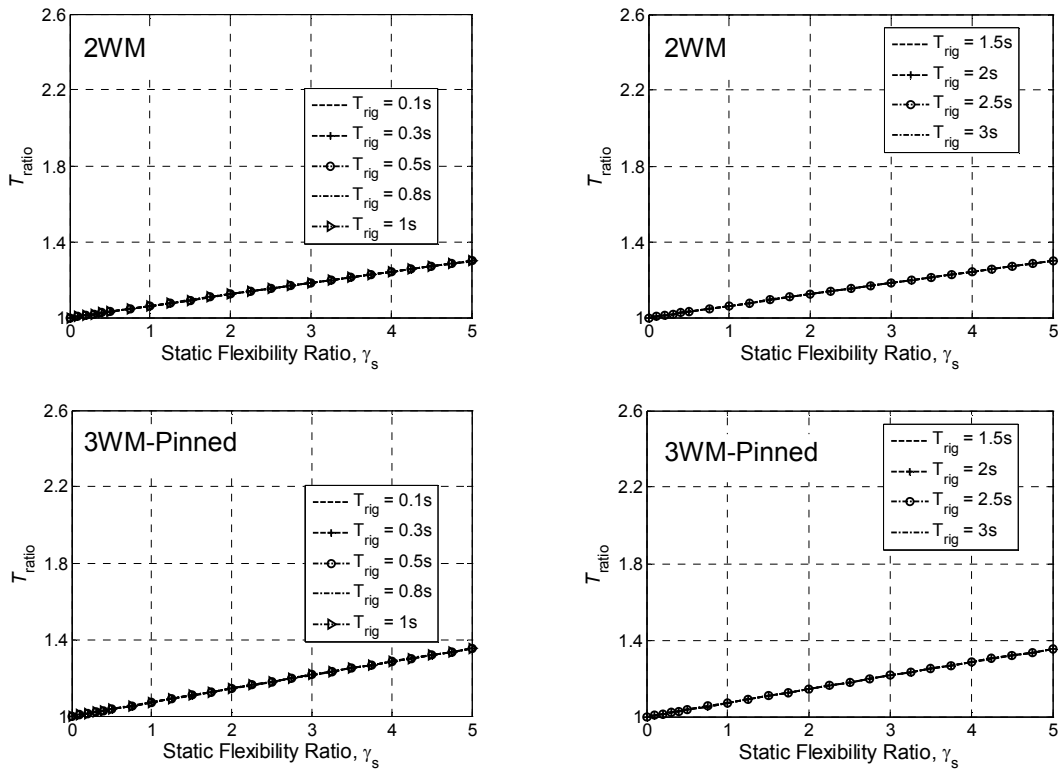 2.6
2.2
1.8
1.4
1
T_ratio
2WM
T_rig = 0.1s
T_rig = 0.3s
T_rig = 0.5s
T_rig = 0.8s
T_rig = 1s
0 1 2 3 4 5
Static Flexibility Ratio, γ_s
2.6
2.2
1.8
1.4
1
T_ratio
2WM
T_rig = 1.5s
T_rig = 2s
T_rig = 2.5s
T_rig = 3s
0 1 2 3 4 5
Static Flexibility Ratio, γ_s
2.6
2.2
1.8
1.4
1
T_ratio
3WM-Pinned
T_rig = 0.1s
T_rig = 0.3s
T_rig = 0.5s
T_rig = 0.8s
T_rig = 1s
0 1 2 3 4 5
Static Flexibility Ratio, γ_s
2.6
2.2
1.8
1.4
1
T_ratio
3WM-Pinned
T_rig = 1.5s
T_rig = 2s
T_rig = 2.5s
T_rig = 3s
0 1 2 3 4 5
Static Flexibility Ratio, γ_s